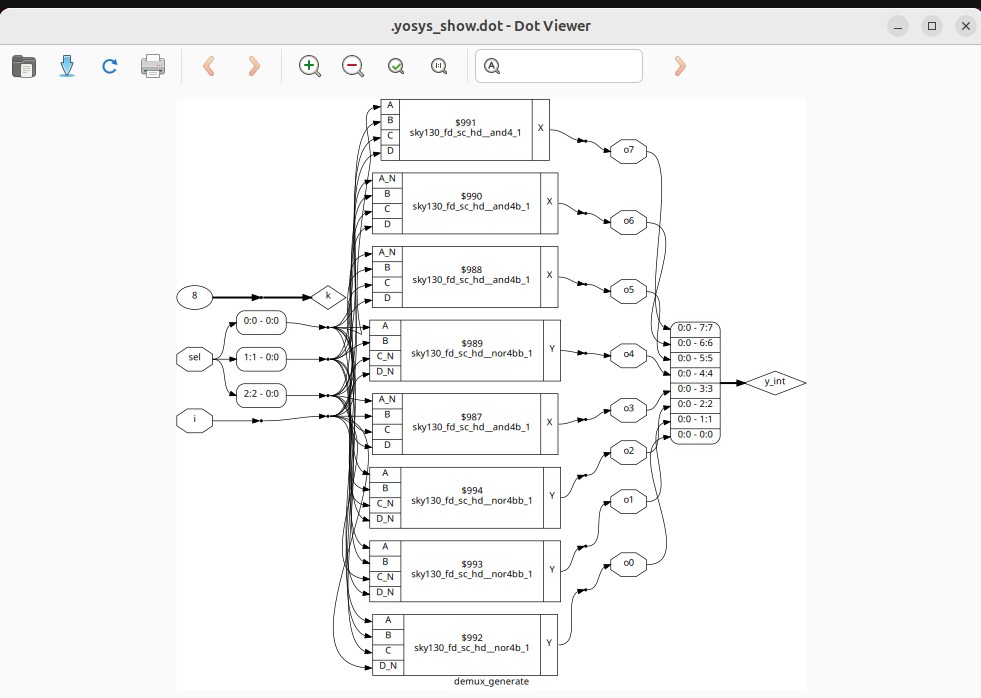 .yosys_show.dot - Dot Viewer
A
B
C
D
$991
sky130_fd_sc_hd__and4_1
X
o7
A_N
B
C
D
$990
sky130_fd_sc_hd__and4b_1
X
o6
A_N
B
C
D
$988
sky130_fd_sc_hd__and4b_1
X
o5
8
k
0:0 - 0:0
sel
1:1 - 0:0
2:2 - 0:0
i
A
B
C_N
D_N
$989
sky130_fd_sc_hd__nor4bb_1
Y
o4
A_N
B
C
D
$987
sky130_fd_sc_hd__and4b_1
X
o3
A
B
C_N
D_N
$994
sky130_fd_sc_hd__nor4bb_1
Y
o2
A
B
C_N
D_N
$993
sky130_fd_sc_hd__nor4bb_1
Y
o1
A
B
C
D_N
$992
sky130_fd_sc_hd__nor4b_1
Y
o0
0:0 - 7:7
0:0 - 6:6
0:0 - 5:5
0:0 - 4:4
0:0 - 3:3
0:0 - 2:2
0:0 - 1:1
0:0 - 0:0
y_int
demux_generate